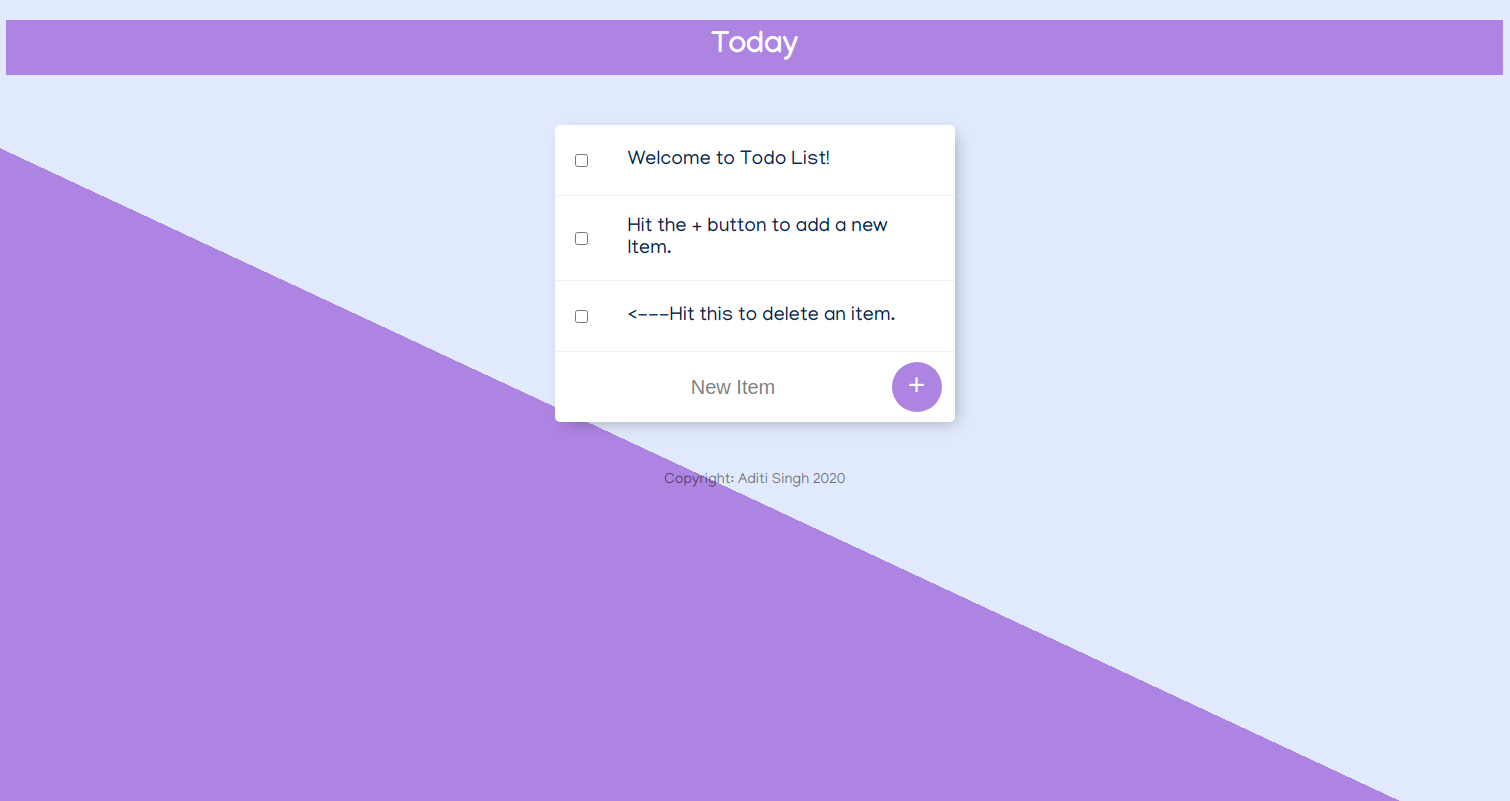 Today
Welcome to Todo List!
Hit the + button to add a new
Item.
<---Hit this to delete an item.
New Item
+
Copyright: Aditi Singh 2020